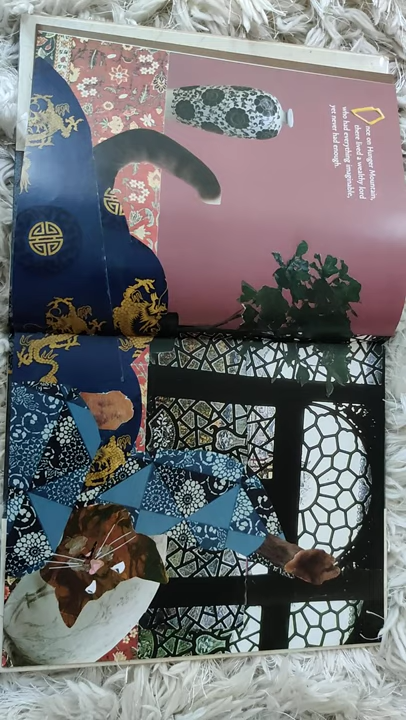 Once on Hunger Mountain,
there lived a wealthy lord
who had everything imaginable,
yet never had enough.